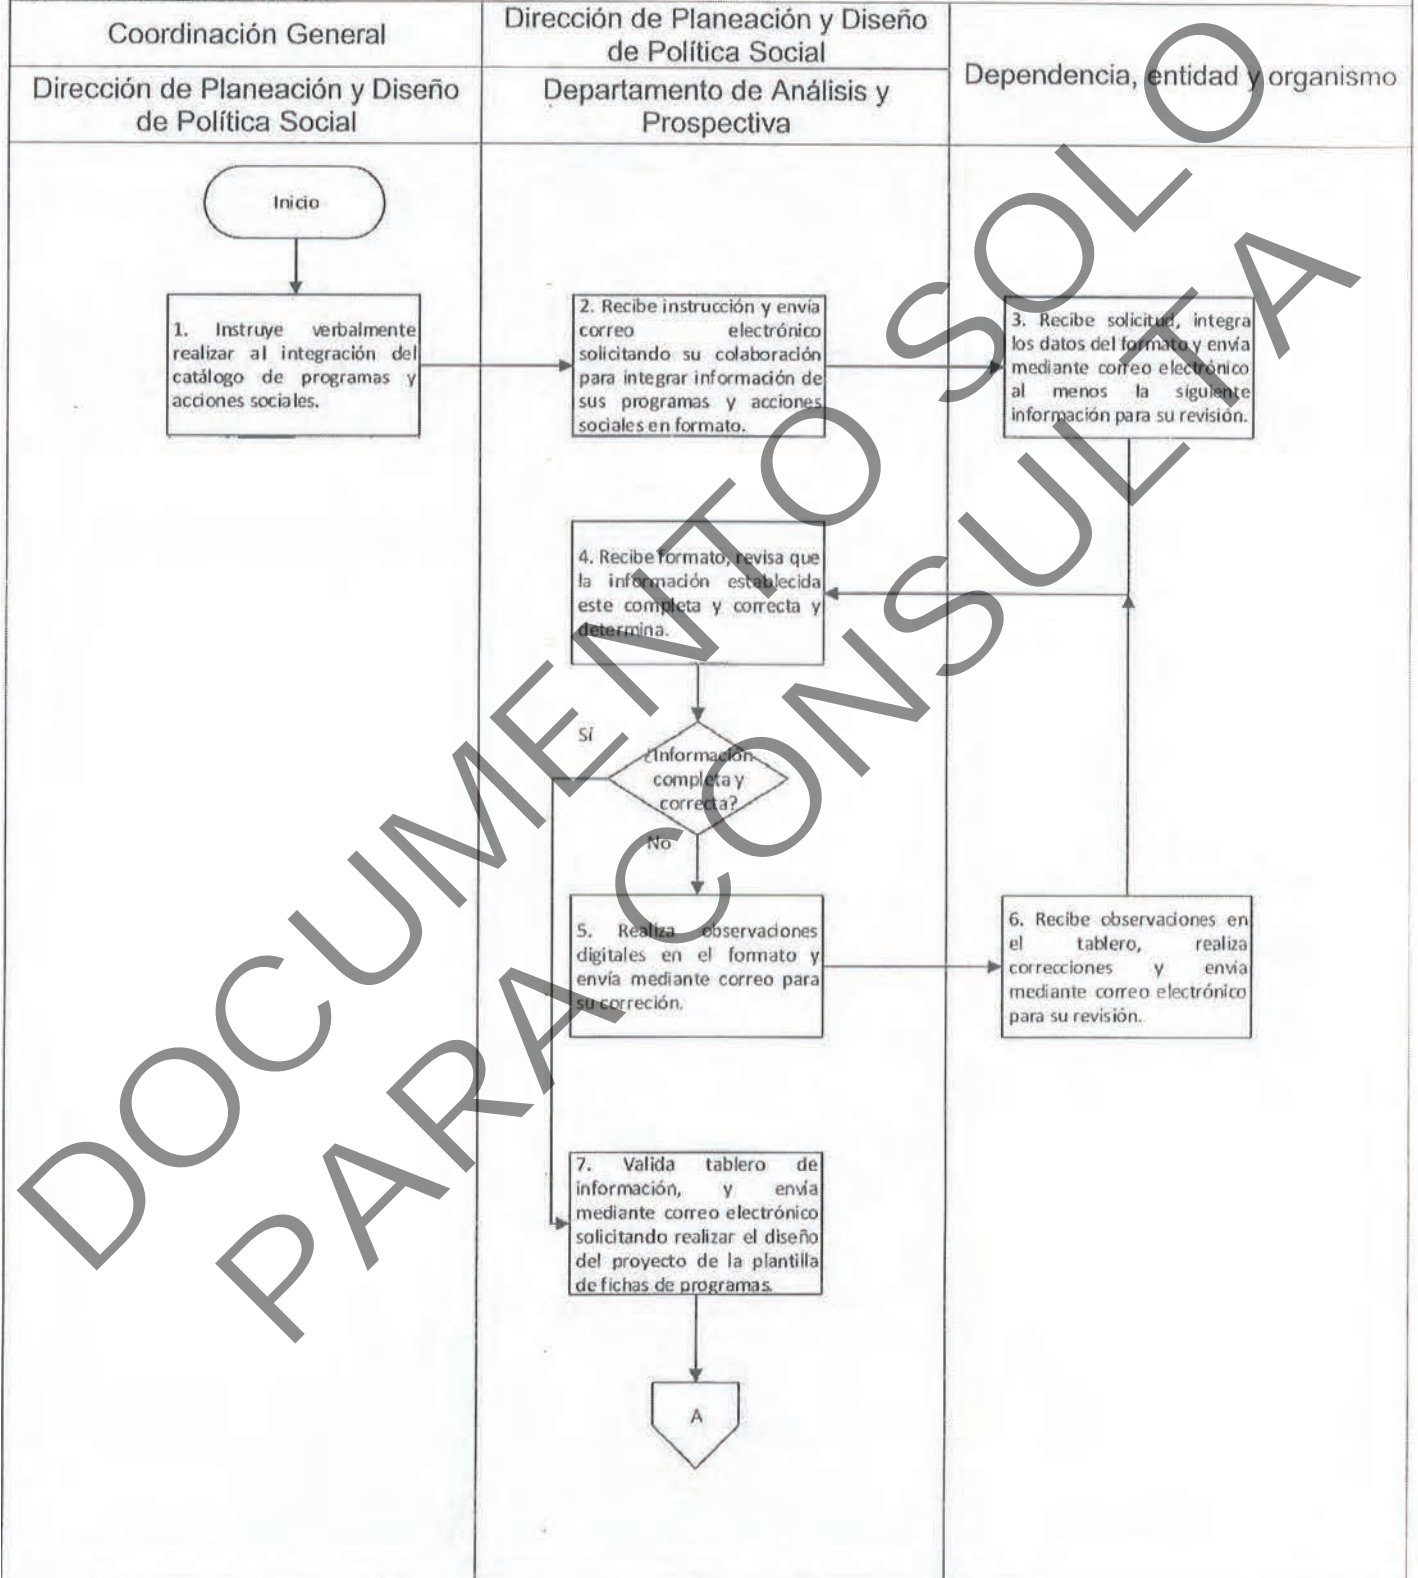 Coordinación General
Dirección de Planeación y Diseño
de Política Social
Dirección de Planeación y Diseño
de Política Social
Departamento de Análisis y
Prospectiva
Dependencia, entidad y organismo
Inicio
1. Instruye verbalmente
realizar al integración del
catálogo de programas y
acciones sociales.
2. Recibe instrucción y envía
correo electrónico
solicitando su colaboración
para integrar información de
sus programas y acciones
sociales en formato.
3. Recibe solicitud, integra
los datos del formato y envía
mediante correo electrónico
al menos la siguiente
información para su revisión.
4. Recibe formato, revisa que
la información establecida
este completa y correcta y
determina.
Sí
¿Información
completa y
correcta?
No
5. Realiza observaciones
digitales en el formato y
envía mediante correo para
su correción.
6. Recibe observaciones en
el tablero, realiza
correcciones y envía
mediante correo electrónico
para su revisión.
7. Valida tablero de
información, y envía
mediante correo electrónico
solicitando realizar el diseño
del proyecto de la plantilla
de fichas de programas.
A
DOCUMENTO SOLO
PARA CONSULTA